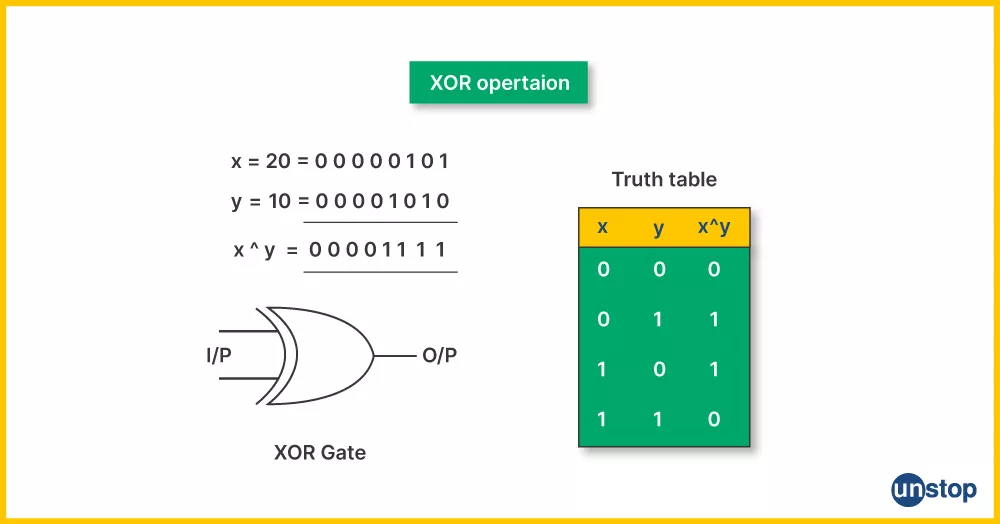 XOR opertaion
x = 20 = 0 0 0 0 0 1 0 1
y = 10 = 0 0 0 0 1 0 1 0
x ^ y = 0 0 0 0 1 1 1 1
I/P
O/P
XOR Gate
Truth table
x y x^y
0 0 0
0 1 1
1 0 1
1 1 0
unstop